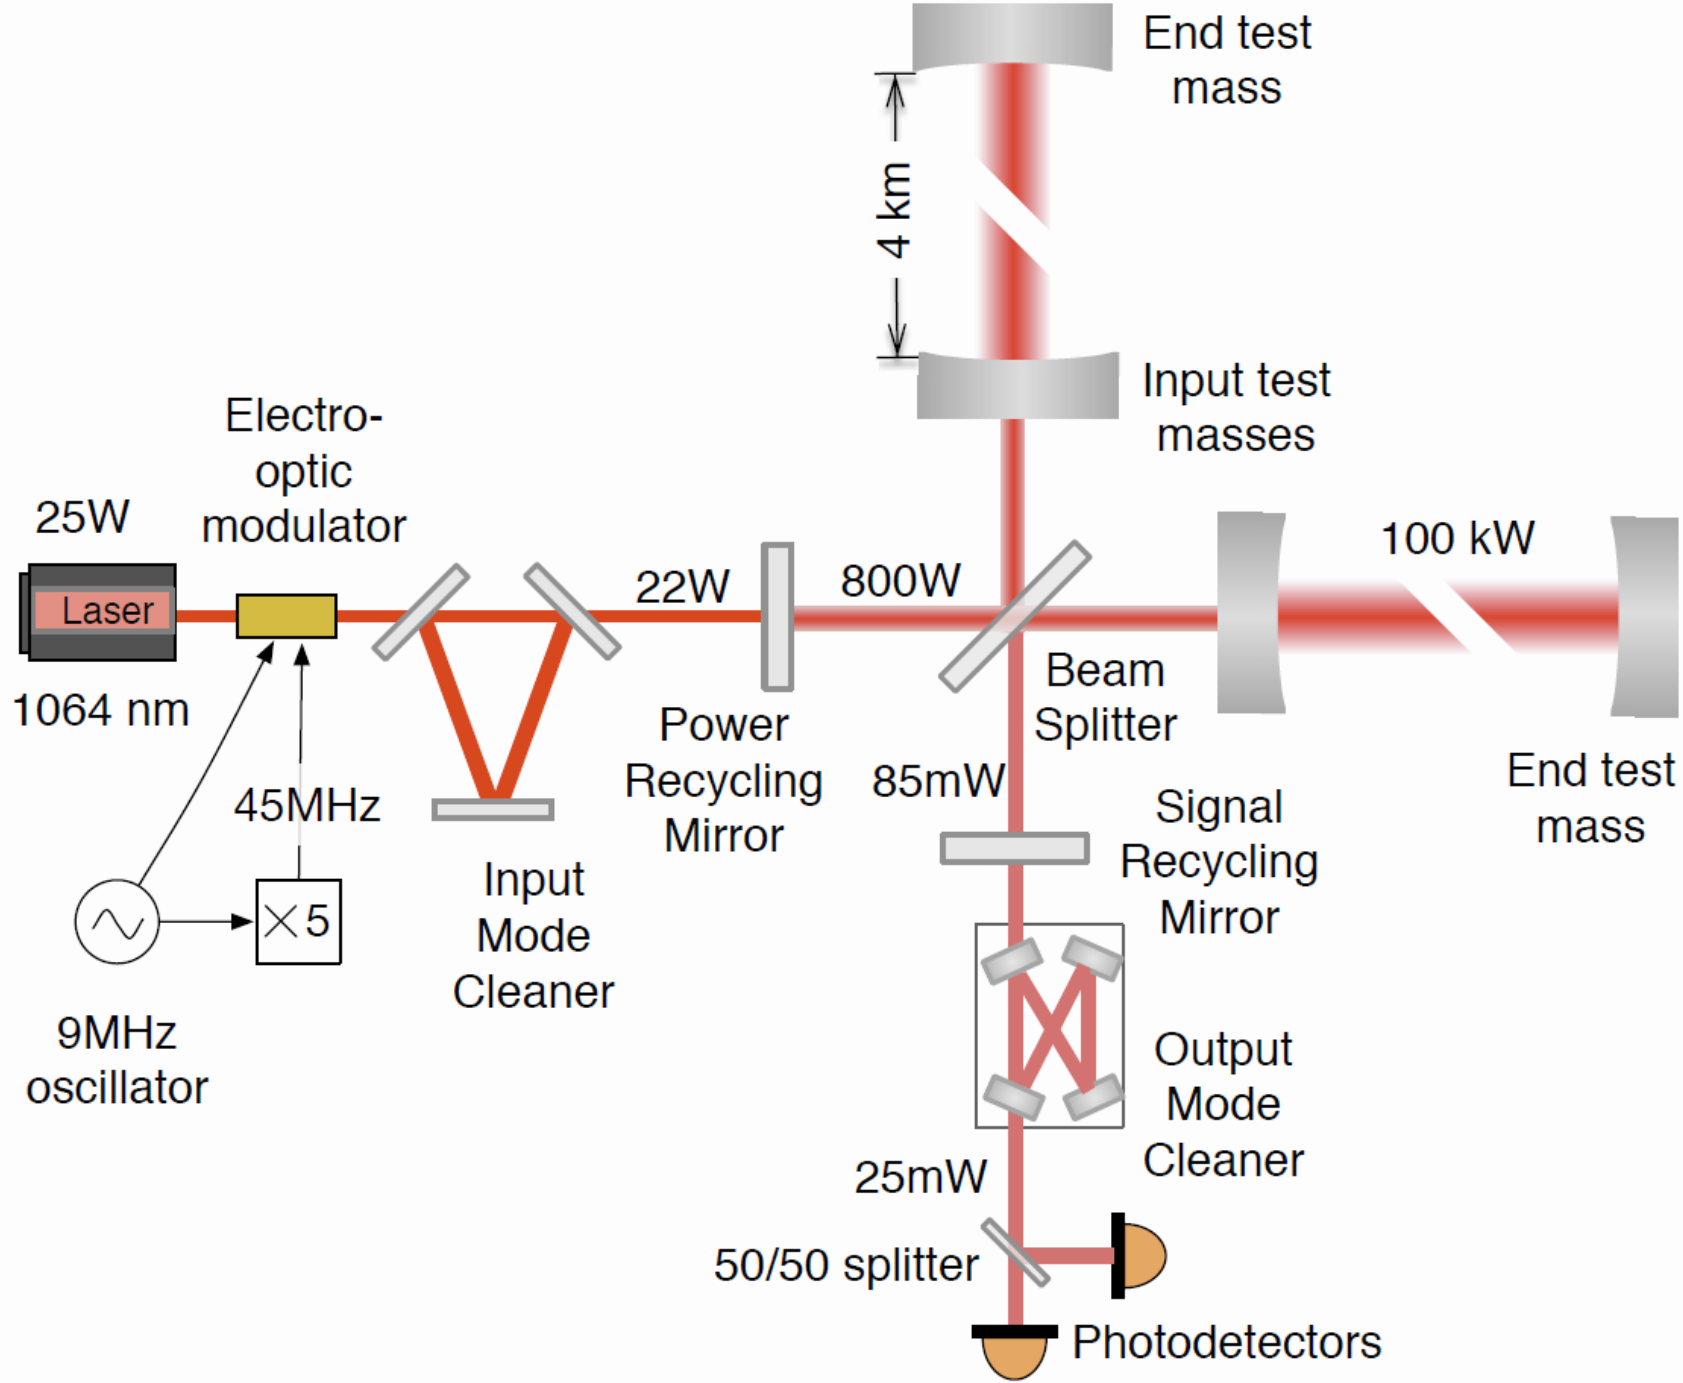 End test
mass
4 km
Input test
masses
Electro-
optic
modulator
25W
Laser
1064 nm
22W
800W
100 kW
Power
Recycling
Mirror
Beam
Splitter
End test
mass
45MHz
×5
9MHz
oscillator
Input
Mode
Cleaner
85mW
Signal
Recycling
Mirror
Output
Mode
Cleaner
25mW
50/50 splitter
Photodetectors